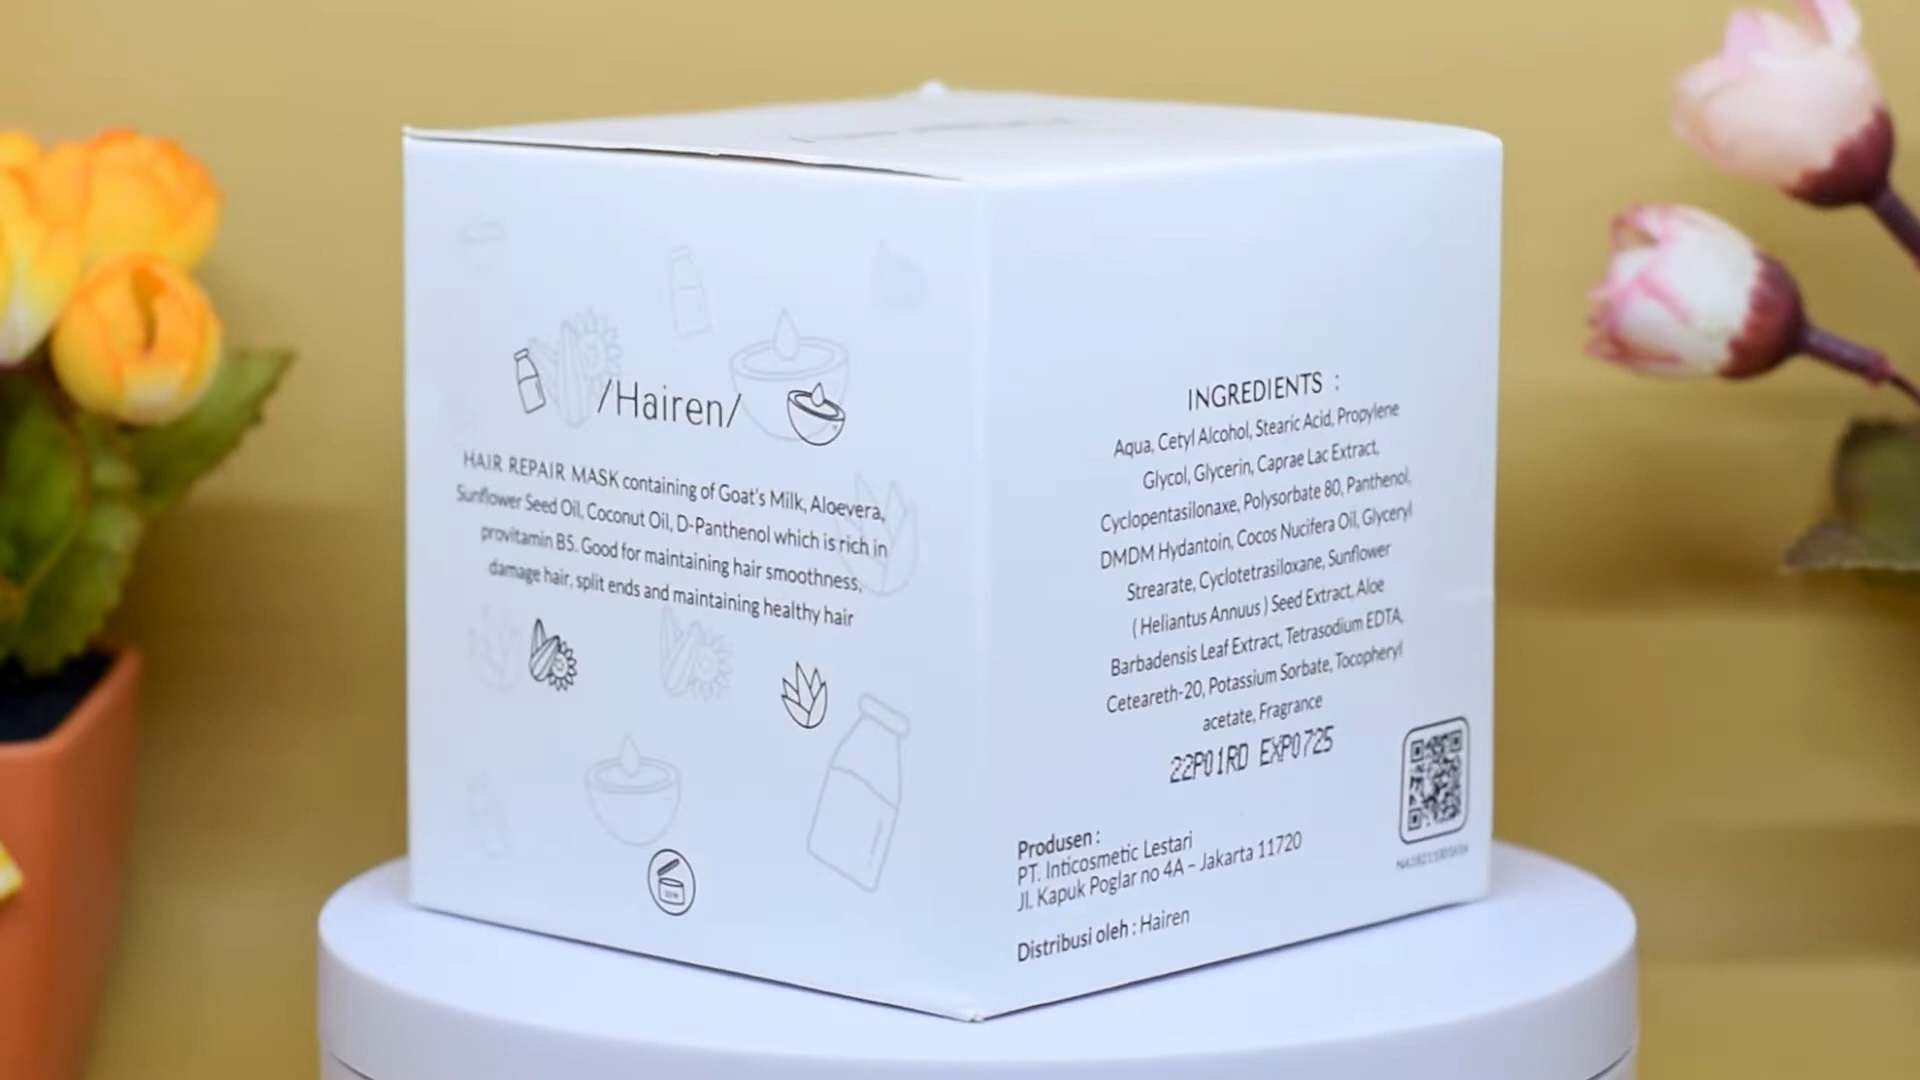 /Hairen/
HAIR REPAIR MASK containing of Goat's Milk, Aloevera,
Sunflower Seed Oil, Coconut Oil, D-Panthenol which is rich in
provitamin B5. Good for maintaining hair smoothness,
damage hair, split ends and maintaining healthy hair
INGREDIENTS :
Aqua, Cetyl Alcohol, Stearic Acid, Propylene
Glycol, Glycerin, Caprae Lac Extract,
Cyclopentasilonaxe, Polysorbate 80, Panthenol,
DMDM Hydantoin, Cocos Nucifera Oil, Glyceryl
Strearate, Cyclotetrasiloxane, Sunflower
( Heliantus Annuus ) Seed Extract, Aloe
Barbadensis Leaf Extract, Tetrasodium EDTA,
Ceteareth-20, Potassium Sorbate, Tocopheryl
acetate, Fragrance
22P01RD EXP0725
Produsen :
PT. Inticosmetic Lestari
Jl. Kapuk Poglar no 4A – Jakarta 11720
Distribusi oleh : Hairen